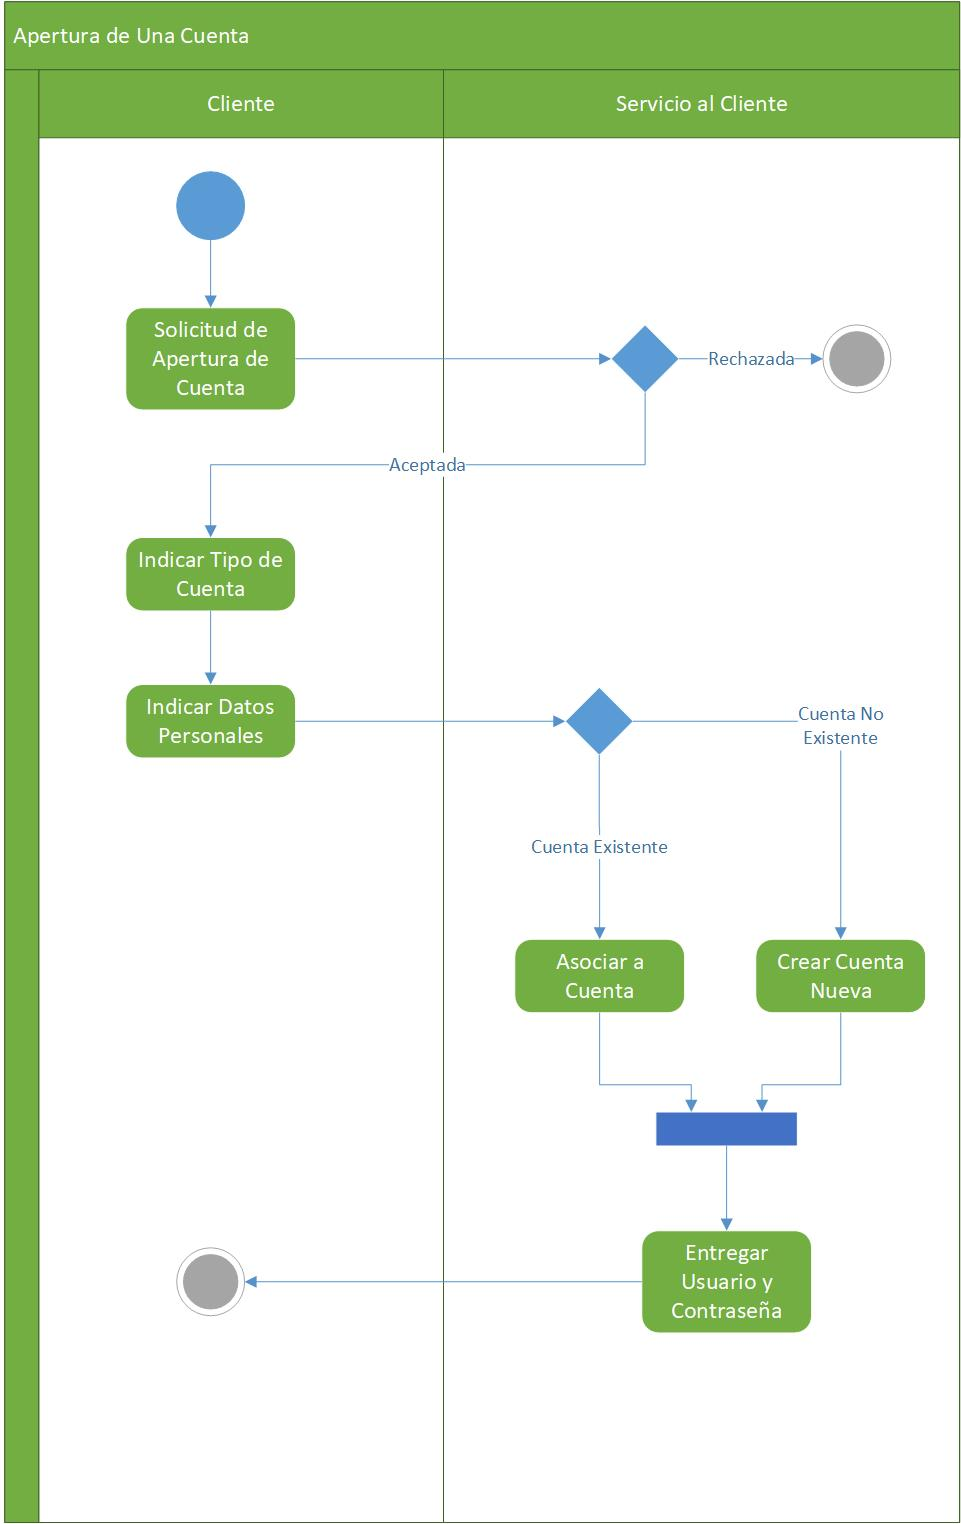 Apertura de Una Cuenta
Cliente
Servicio al Cliente
Solicitud de
Apertura de
Cuenta
Rechazada
Aceptada
Indicar Tipo de
Cuenta
Indicar Datos
Personales
Cuenta No
Existente
Cuenta Existente
Asociar a
Cuenta
Crear Cuenta
Nueva
Entregar
Usuario y
Contraseña